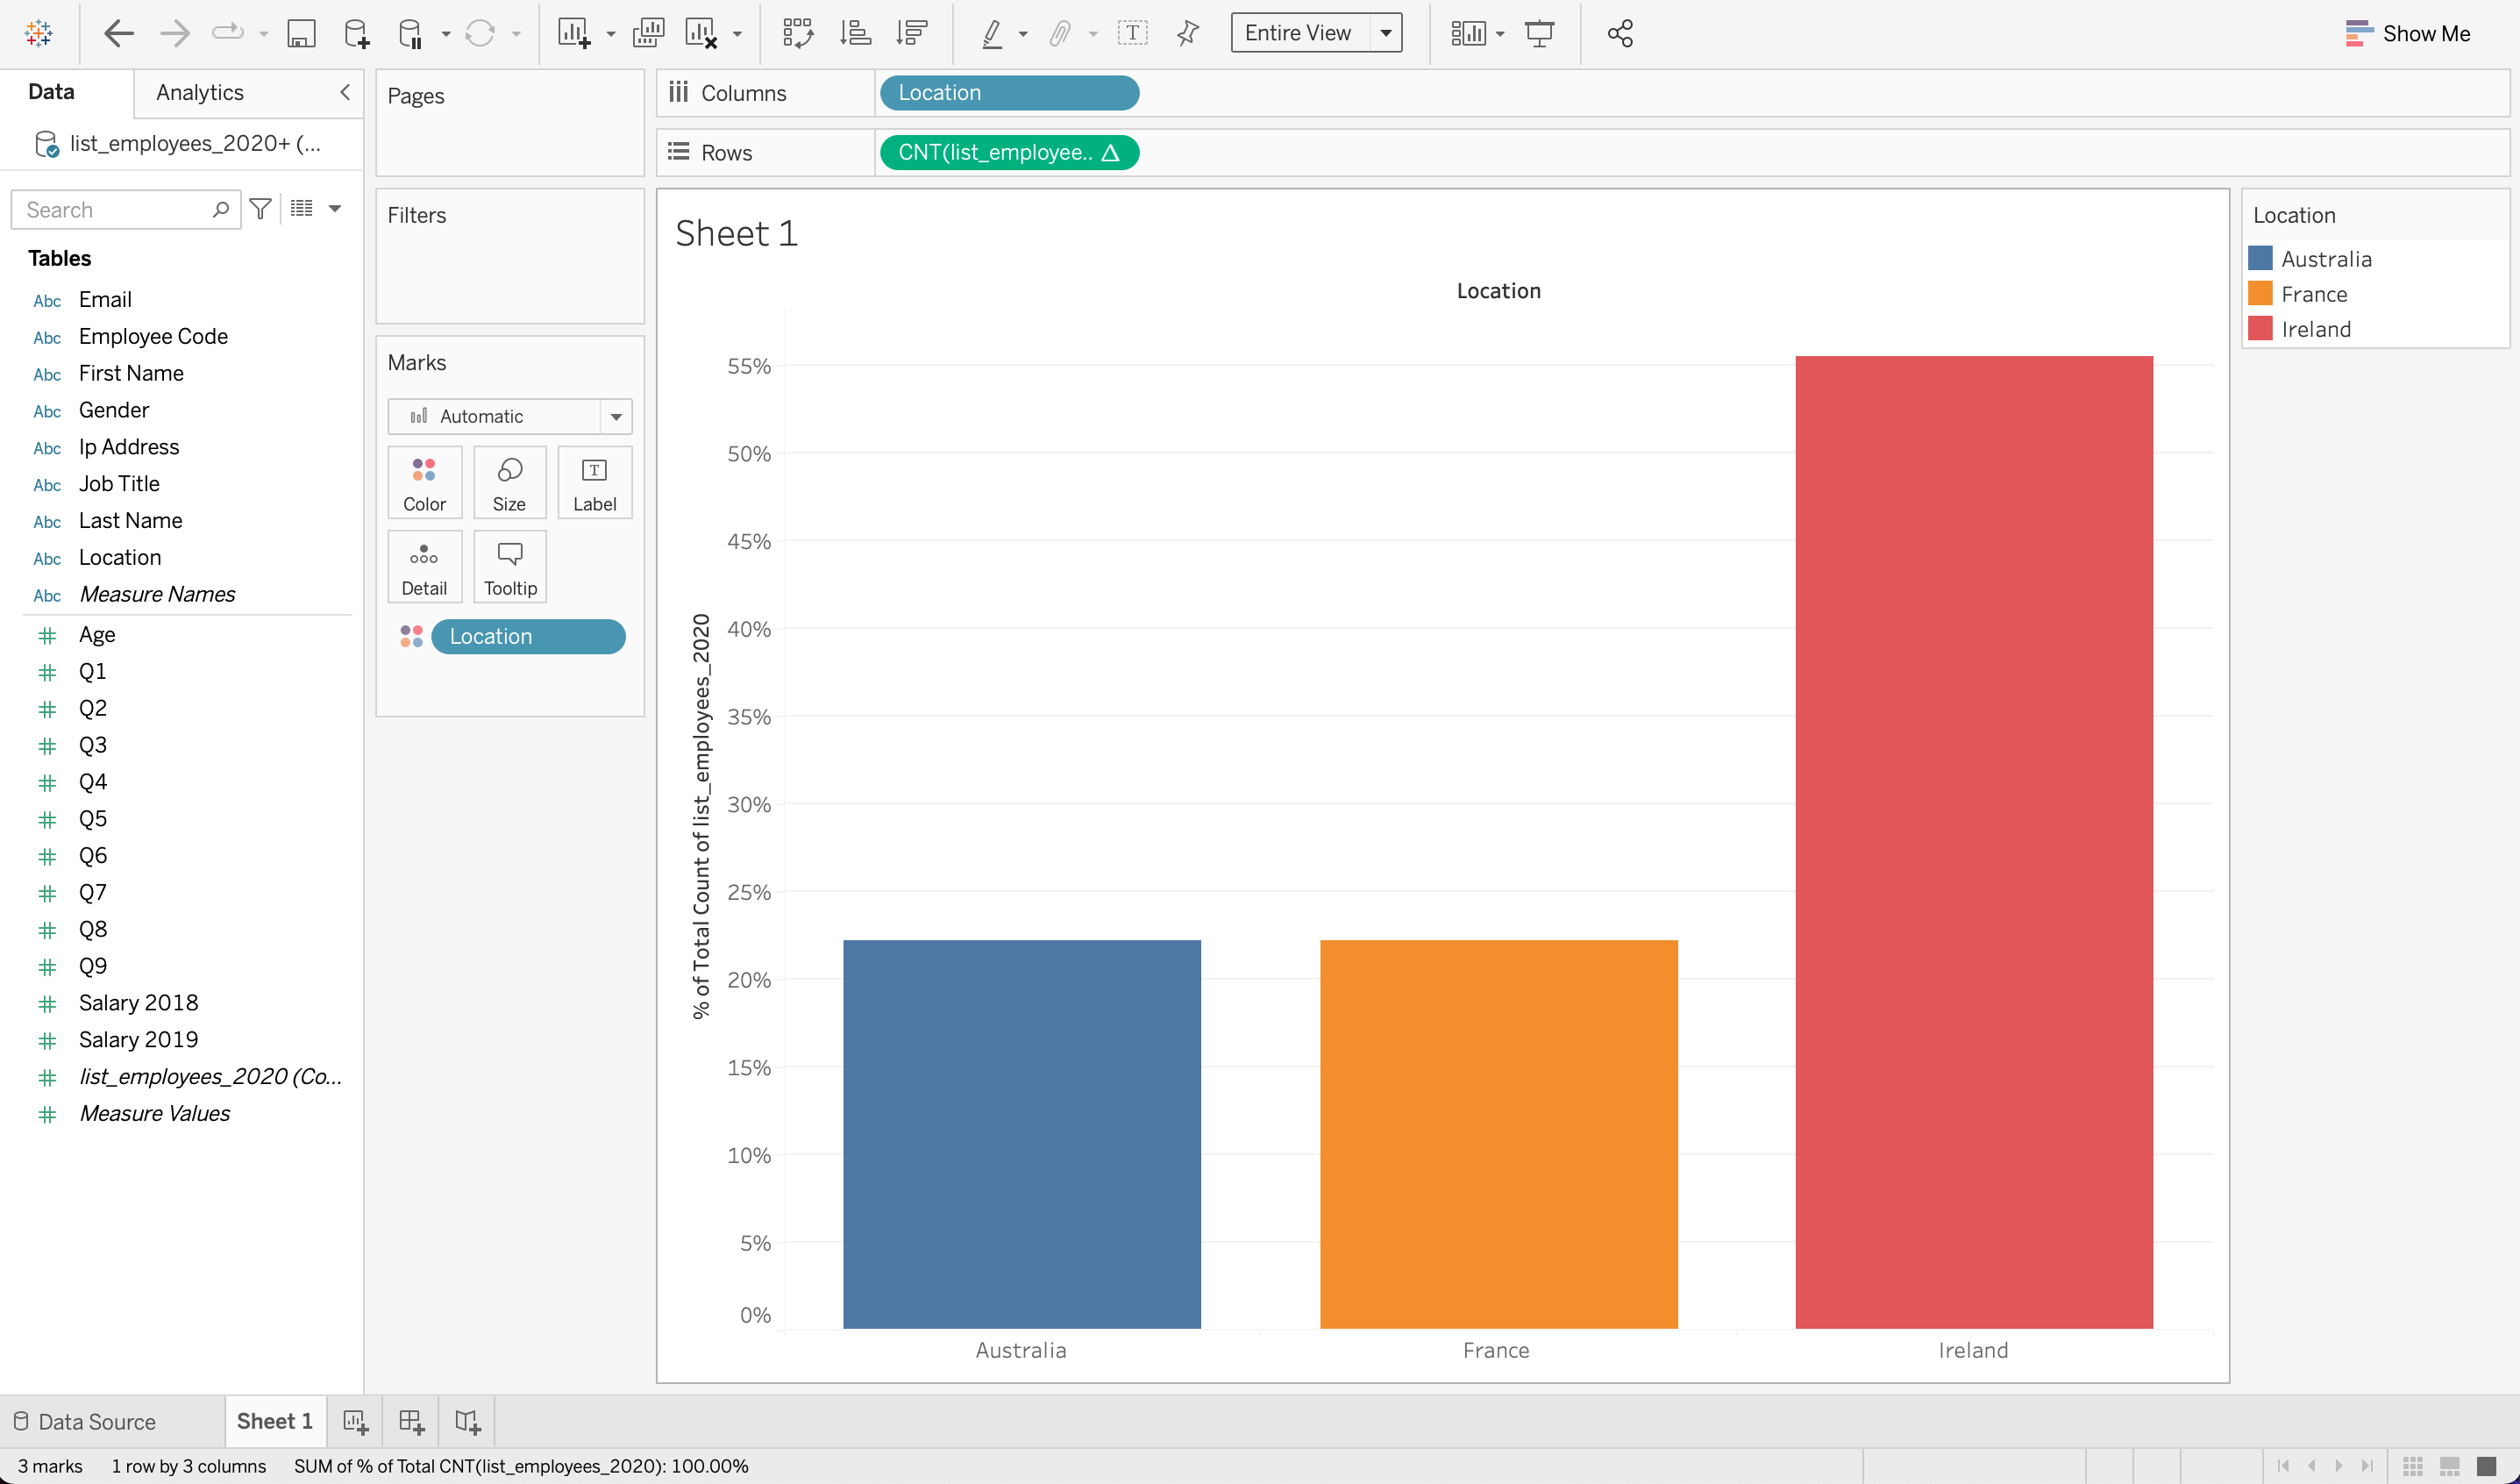 Entire View
Show Me
Data
Analytics
list_employees_2020+ (...
Search
Tables
Abc Email
Abc Employee Code
Abc First Name
Abc Gender
Abc Ip Address
Abc Job Title
Abc Last Name
Abc Location
Abc Measure Names
Age
Q1
Q2
Q3
Q4
Q5
Q6
Q7
Q8
Q9
Salary 2018
Salary 2019
list_employees_2020 (Co...
Measure Values
Pages
Filters
Marks
Automatic
Color Size Label
Detail Tooltip
Location
Columns Location
Rows CNT(list_employee..
Sheet 1
Location
% of Total Count of list_employees_2020
55%
50%
45%
40%
35%
30%
25%
20%
15%
10%
5%
0%
Australia France Ireland
Location
Australia
France
Ireland
Data Source Sheet 1
3 marks 1 row by 3 columns SUM of % of Total CNT(list_employees_2020): 100.00%